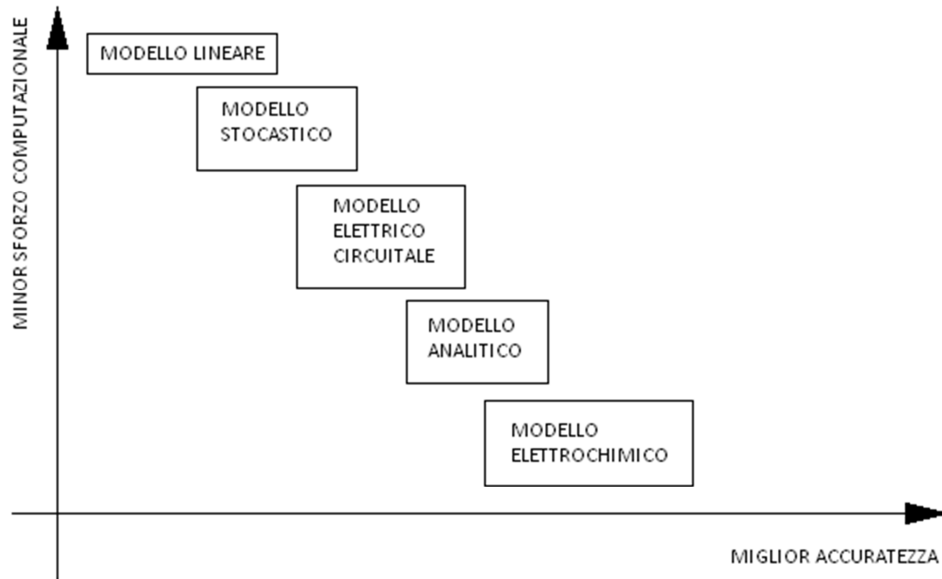 MINOR SFORZO COMPUTAZIONALE
MODELLO LINEARE
MODELLO
STOCASTICO
MODELLO
ELETTRICO
CIRCUITALE
MODELLO
ANALITICO
MODELLO
ELETTROCHIMICO
MIGLIOR ACCURATEZZA